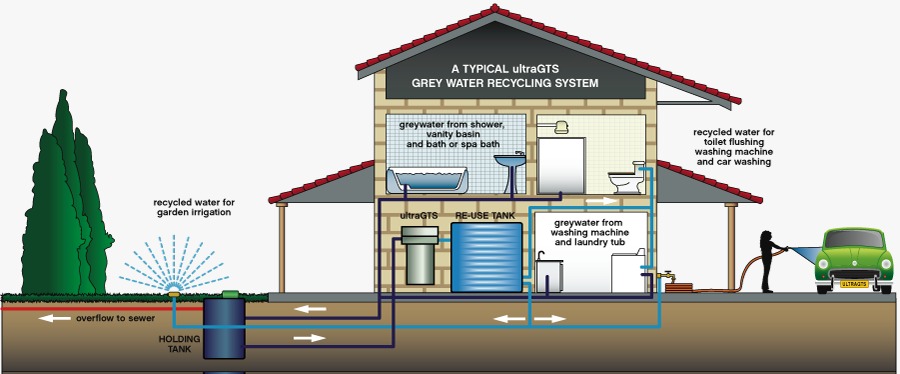 A TYPICAL ultraGTS
GREY WATER RECYCLING SYSTEM
greywater from shower,
vanity basin
and bath or spa bath
recycled water for
toilet flushing
washing machine
and car washing
recycled water for
garden irrigation
ultraGTS
RE-USE TANK
greywater from
washing machine
and laundry tub
ULTRAGTS
overflow to sewer
HOLDING
TANK